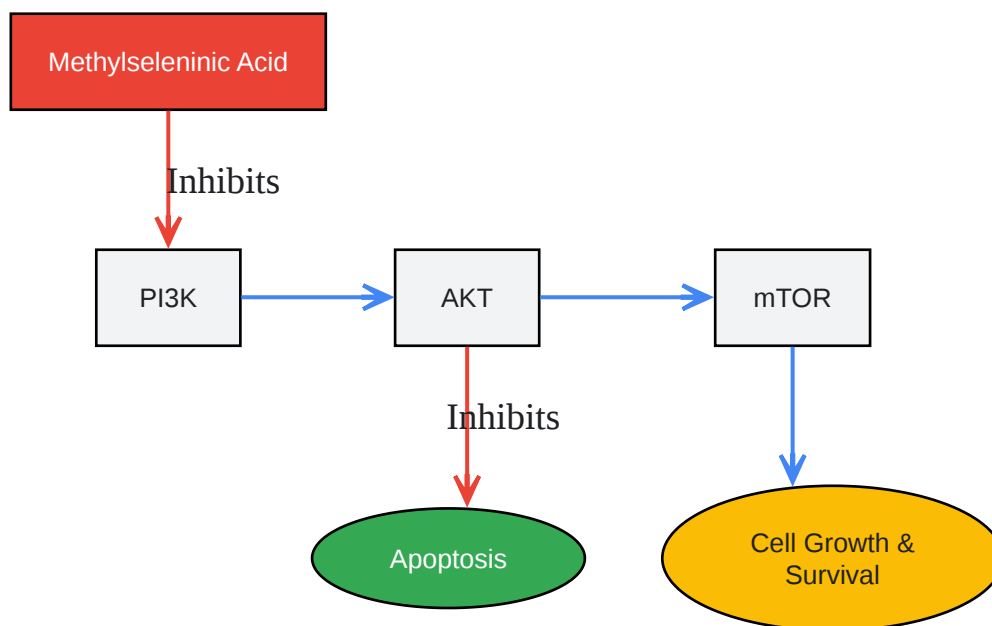 Methylseleninic Acid
Inhibits
PI3K
AKT
mTOR
Inhibits
Apoptosis
Cell Growth &
Survival